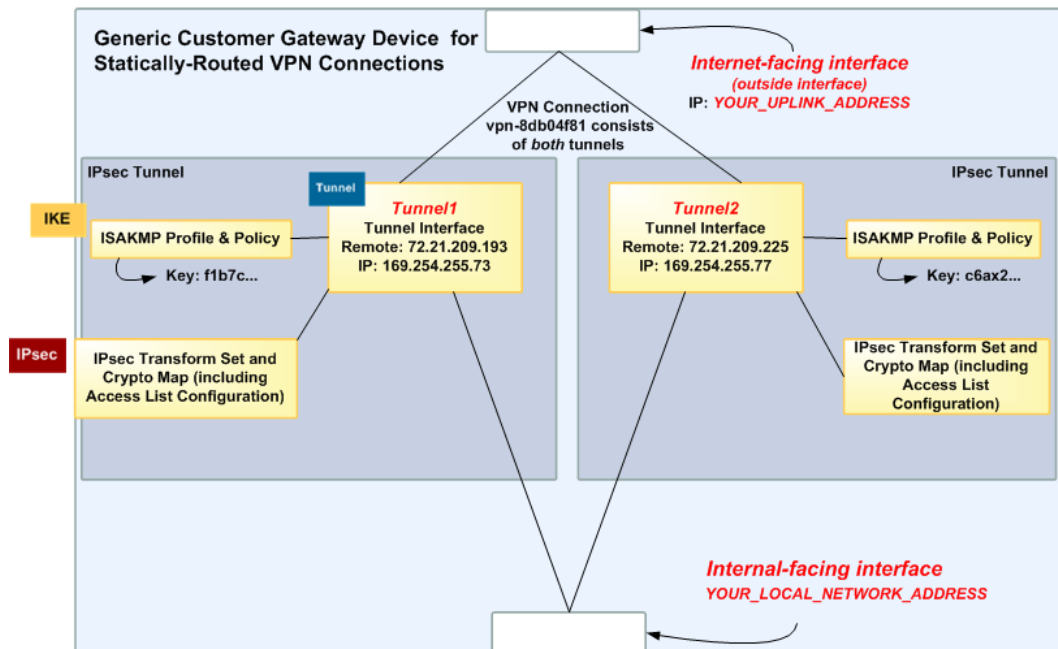 Generic Customer Gateway Device for
Statically-Routed VPN Connections
Internet-facing interface
(outside interface)
IP: YOUR_UPLINK_ADDRESS
VPN Connection
vpn-8db04f81 consists
of both tunnels
IPsec Tunnel
IPsec Tunnel
Tunnel
IKE
Tunnel1
Tunnel Interface
Remote: 72.21.209.193
IP: 169.254.255.73
Tunnel2
Tunnel Interface
Remote: 72.21.209.225
IP: 169.254.255.77
ISAKMP Profile & Policy
Key: f1b7c...
ISAKMP Profile & Policy
Key: c6ax2...
IPsec
IPsec Transform Set and
Crypto Map (including
Access List Configuration)
IPsec Transform Set and
Crypto Map (including
Access List
Configuration)
Internal-facing interface
YOUR_LOCAL_NETWORK_ADDRESS